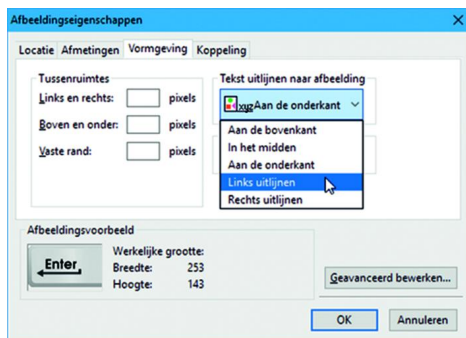 Afbeeldingseigenschappen
Locatie Afmetingen Vormgeving Koppeling
Tussenruimtes
Links en rechts: pixels
Boven en onder: pixels
Vaste rand: pixels
Tekst uitlijnen naar afbeelding
xyz Aan de onderkant
Aan de bovenkant
In het midden
Aan de onderkant
Links uitlijnen
Rechts uitlijnen
Afbeeldingsvoorbeeld
Enter
Werkelijke grootte:
Breedte: 253
Hoogte: 143
Geavanceerd bewerken...
OK Annuleren